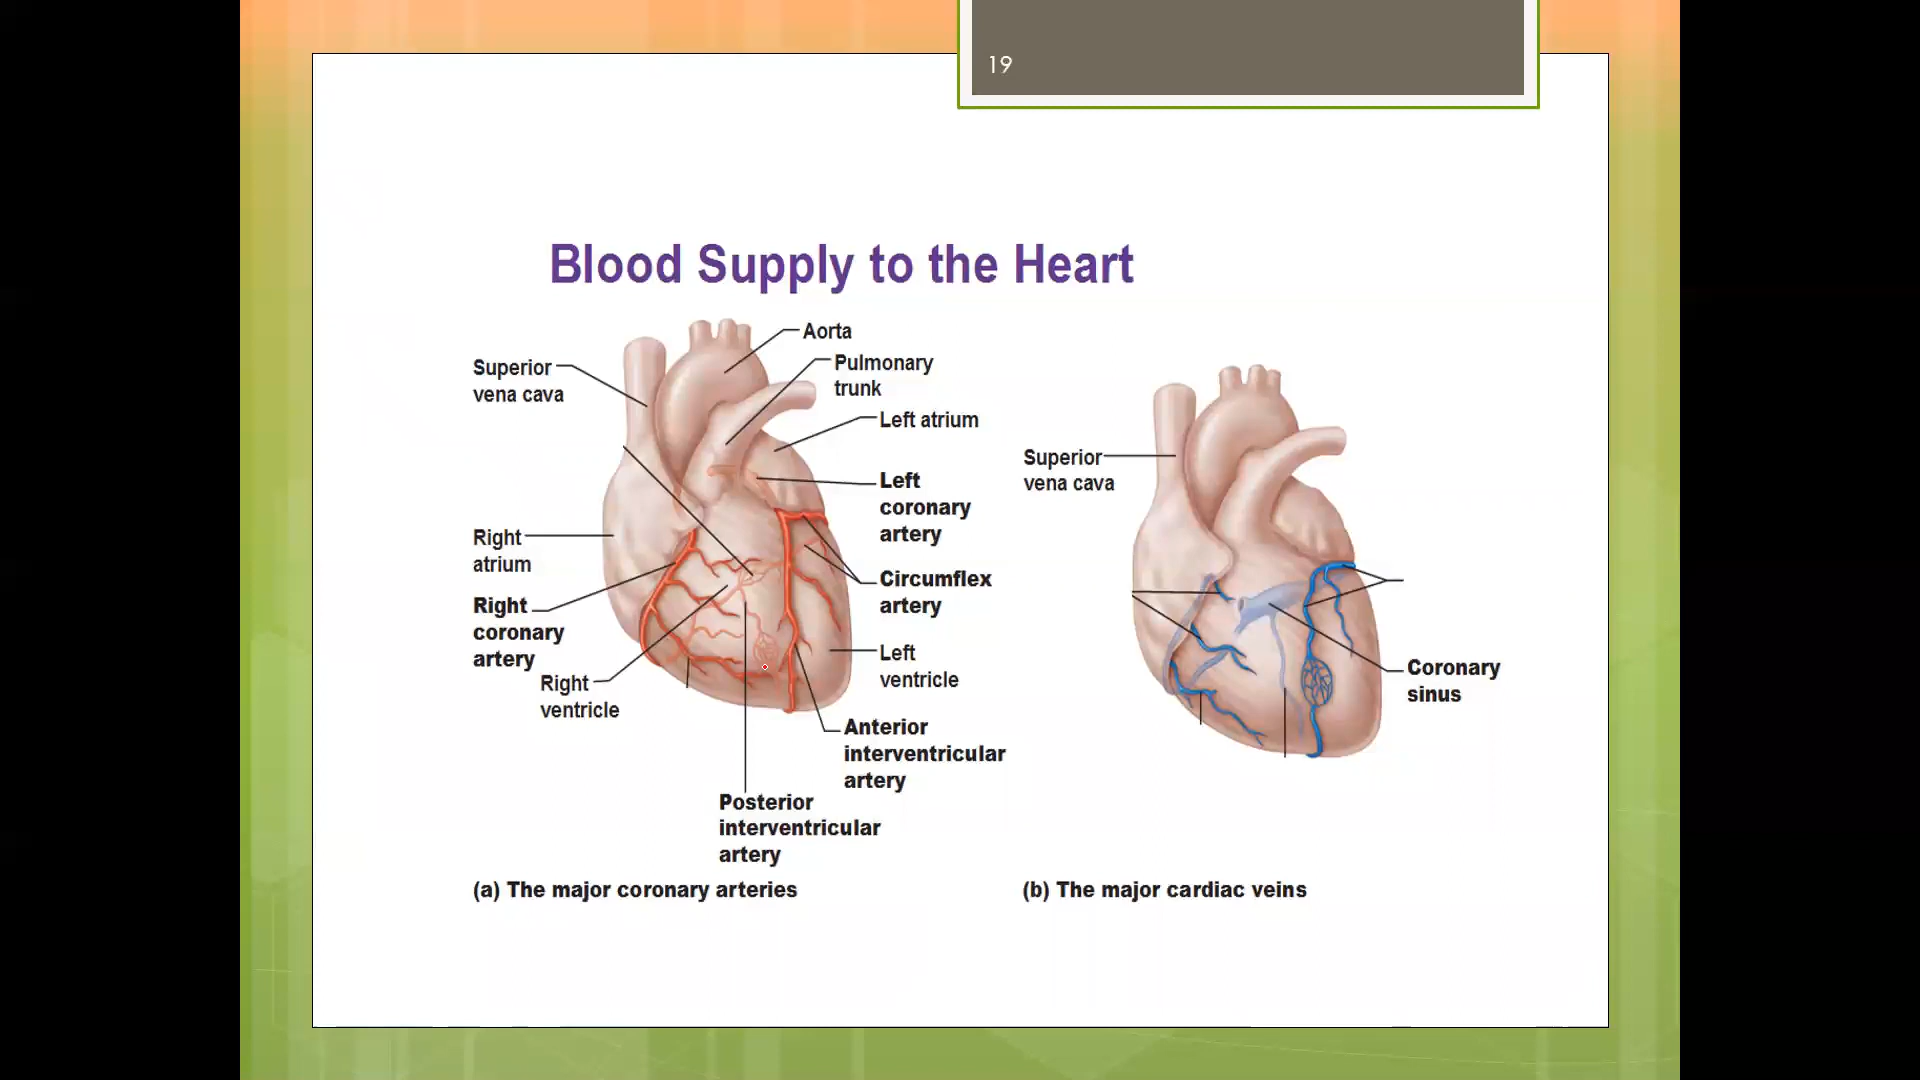 19
Blood Supply to the Heart
Aorta
Pulmonary
trunk
Superior
vena cava
Left atrium
Left
coronary
artery
Right
atrium
Circumflex
artery
Right
coronary
artery
Left
ventricle
Right
ventricle
Anterior
interventricular
artery
Posterior
interventricular
artery
(a) The major coronary arteries
Superior
vena cava
Coronary
sinus
(b) The major cardiac veins